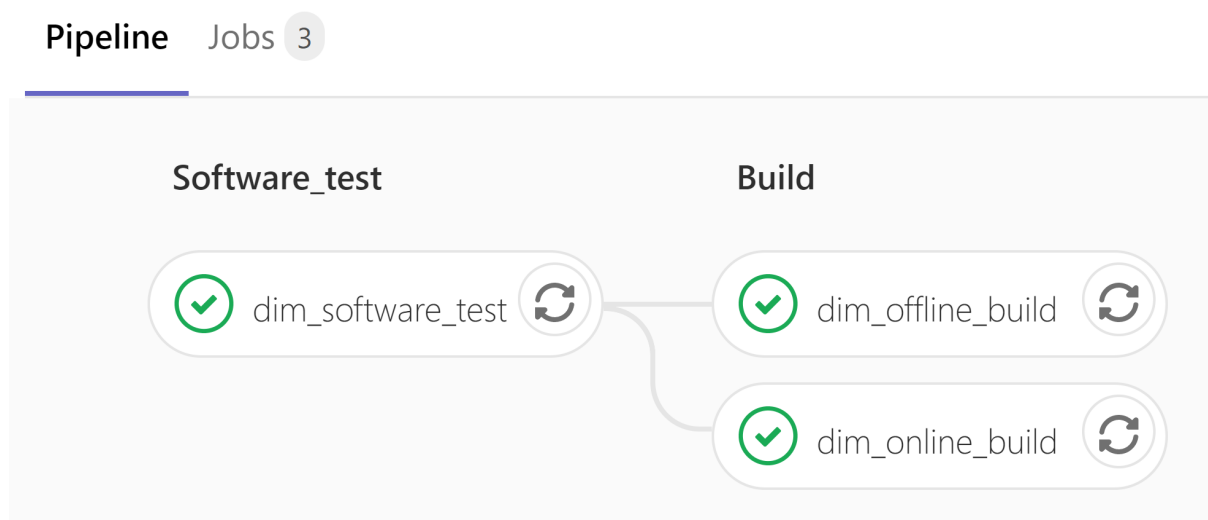 Pipeline Jobs 3
Software_test
Build
dim_software_test
dim_offline_build
dim_online_build